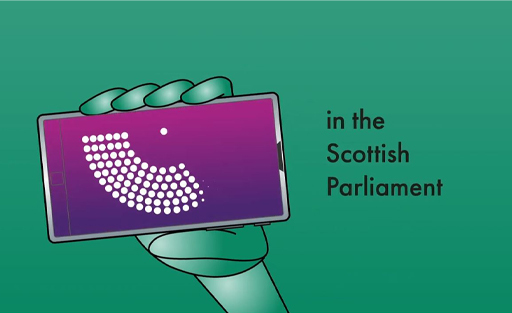 in the
Scottish
Parliament